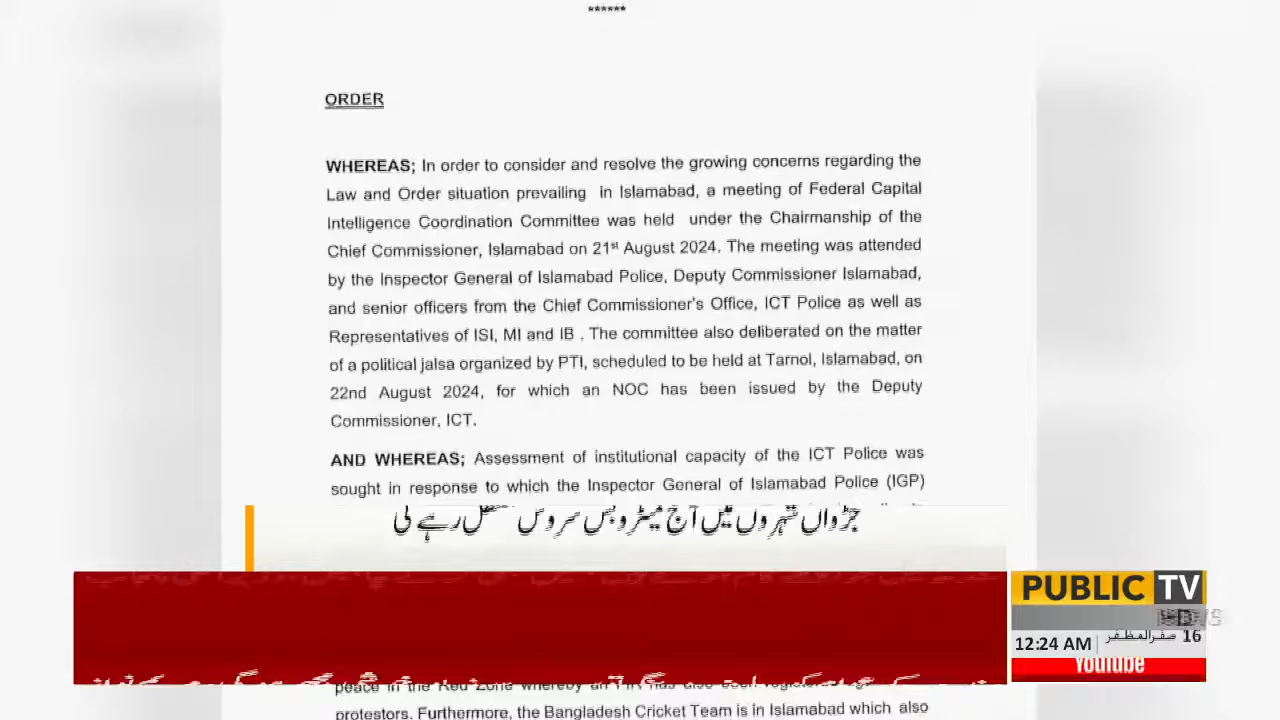 ******
ORDER
WHEREAS; In order to consider and resolve the growing concerns regarding the
Law and Order situation prevailing in Islamabad, a meeting of Federal Capital
Intelligence Coordination Committee was held under the Chairmanship of the
Chief Commissioner, Islamabad on 21st August 2024. The meeting was attended
by the Inspector General of Islamabad Police, Deputy Commissioner Islamabad,
and senior officers from the Chief Commissioner's Office, ICT Police as well as
Representatives of ISI, MI and IB . The committee also deliberated on the matter
of a political jalsa organized by PTI, scheduled to be held at Tarnol, Islamabad, on
22nd August 2024, for which an NOC has been issued by the Deputy
Commissioner, ICT.
AND WHEREAS; Assessment of institutional capacity of the ICT Police was
sought in response to which the Inspector General of Islamabad Police (IGP)
جڑواں شہروں میں آج میٹرو بس سروس معطل رہے گی
PUBLIC TV
NEWS
12:24 AM
16 صفرالمظفر
YouTube
peace in the Red Zone whereby an FIR has also been
protestors. Furthermore, the Bangladesh Cricket Team is in Islamabad which also